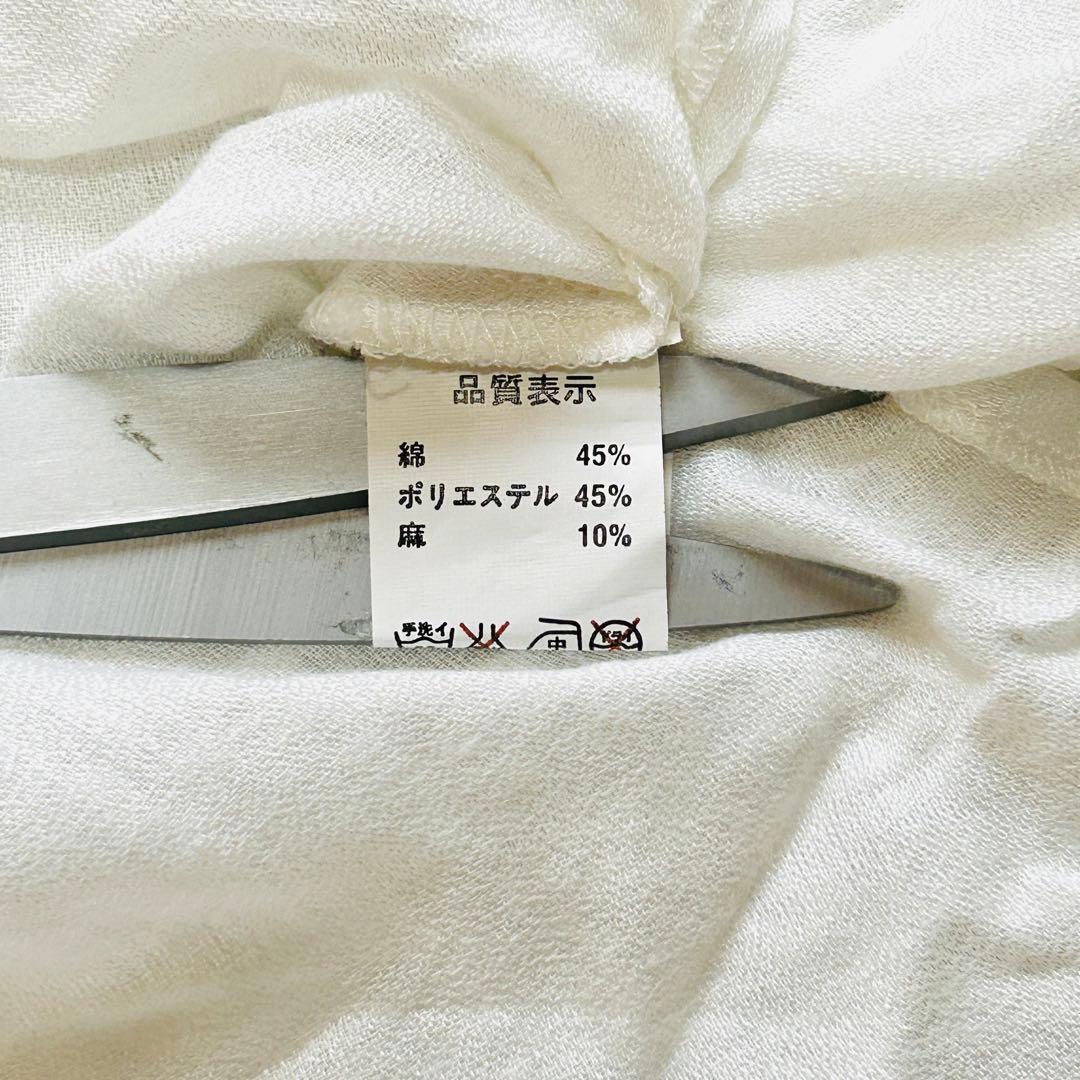 品質表示
綿 45%
ポリエステル 45%
麻 10%
手洗イ 中 ドライ